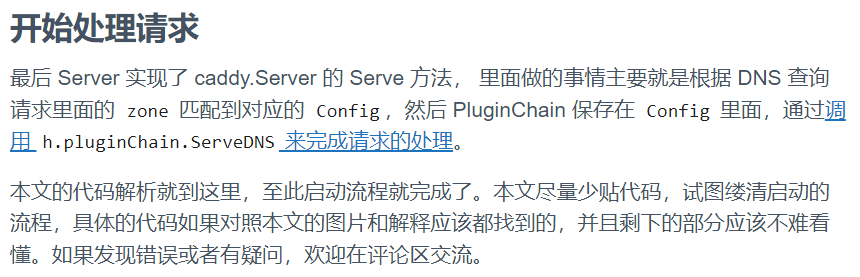 开始处理请求
最后 Server 实现了 caddy.Server 的 Serve 方法， 里面做的事情主要就是根据 DNS 查询
请求里面的 zone 匹配到对应的 Config，然后 PluginChain 保存在 Config 里面，通过调
用 h.pluginChain.ServeDNS 来完成请求的处理。
本文的代码解析就到这里，至此启动流程就完成了。本文尽量少贴代码，试图缕清启动的
流程，具体的代码如果对照本文的图片和解释应该都找到的，并且剩下的部分应该不难看
懂。如果发现错误或者有疑问，欢迎在评论区交流。